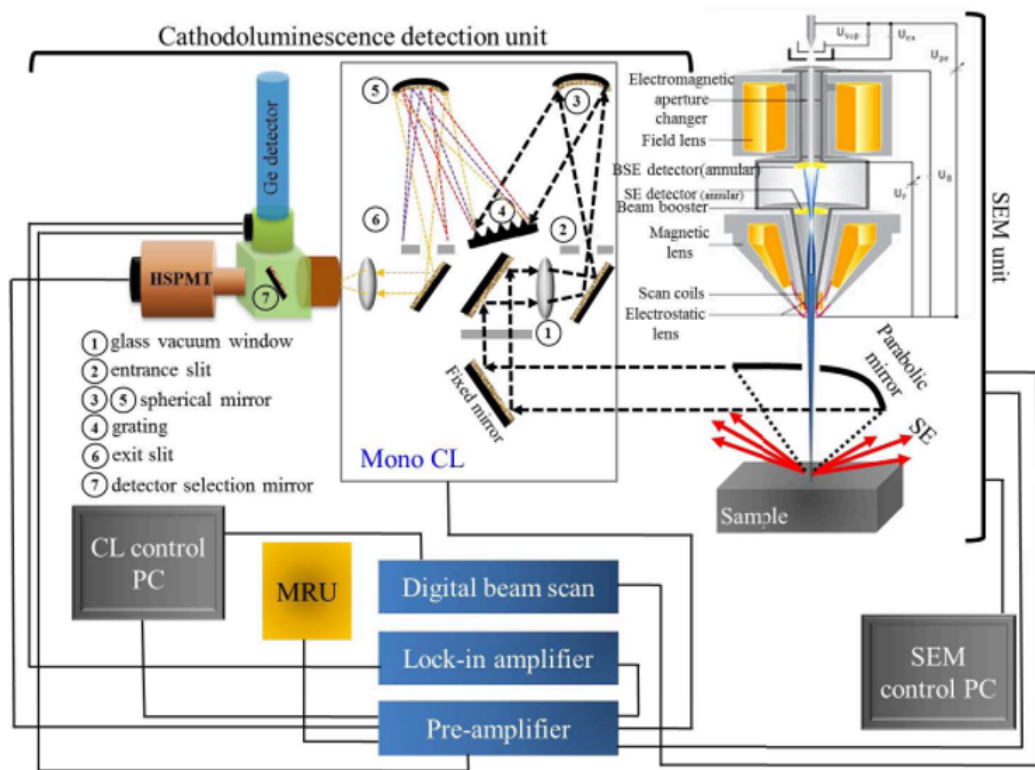 Cathodoluminescence detection unit
Ge detector
HSPMT
5
3
4
6
2
7
1
Fixed mirror
Mono CL
1 glass vacuum window
2 entrance slit
3 5 spherical mirror
4 grating
6 exit slit
7 detector selection mirror
U_sup
U_ex
U_pe
Electromagnetic
aperture
changer
Field lens
BSE detector(annular)
SE detector (annular)
Beam booster
Magnetic
lens
Scan coils
Electrostatic
lens
U_B
SEM unit
Parabolic
mirror
SE
Sample
CL control
PC
MRU
Digital beam scan
Lock-in amplifier
Pre-amplifier
SEM
control PC